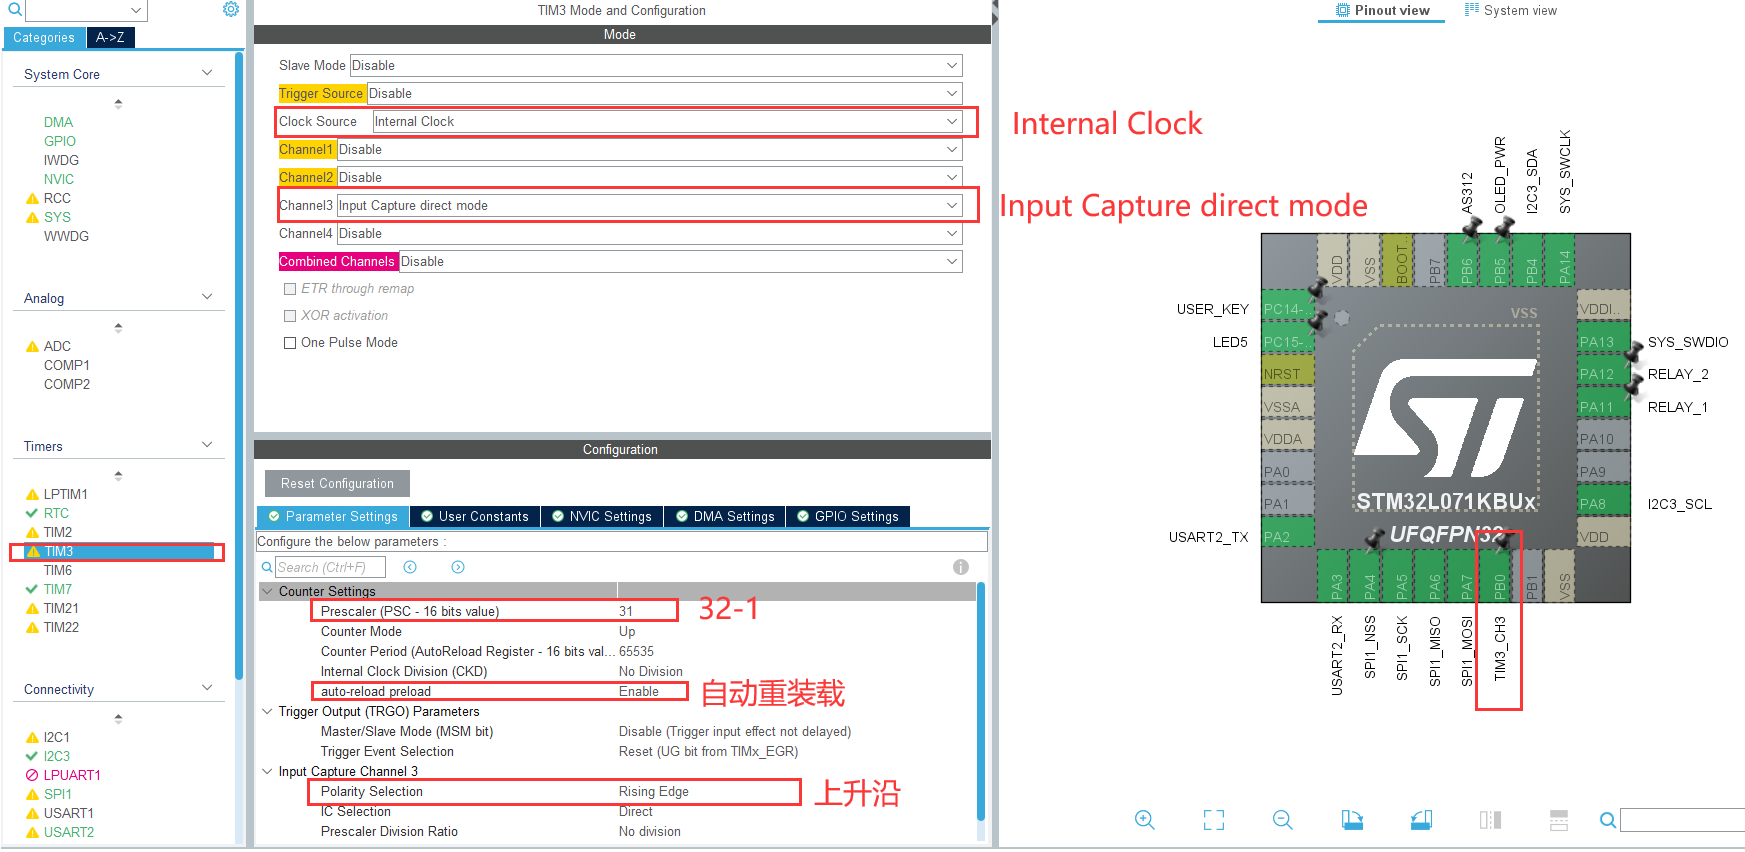 TIM3 Mode and Configuration
Pinout view
System view
Categories
A->Z
Mode
System Core
DMA
GPIO
IWDG
NVIC
RCC
SYS
WWDG
Analog
ADC
COMP1
COMP2
Timers
LPTIM1
RTC
TIM2
TIM3
TIM6
TIM7
TIM21
TIM22
Connectivity
I2C1
I2C3
LPUART1
SPI1
USART1
USART2
Slave Mode Disable
Trigger Source Disable
Clock Source Internal Clock
Internal Clock
Channel1 Disable
Channel2 Disable
Channel3 Input Capture direct mode
Input Capture direct mode
Channel4 Disable
Combined Channels Disable
ETR through remap
XOR activation
One Pulse Mode
Configuration
Reset Configuration
Parameter Settings
User Constants
NVIC Settings
DMA Settings
GPIO Settings
Configure the below parameters :
Search (Ctrl+F)
Counter Settings
Prescaler (PSC - 16 bits value) 31
32-1
Counter Mode Up
Counter Period (AutoReload Register - 16 bits val... 65535
Internal Clock Division (CKD) No Division
auto-reload preload Enable
自动重装载
Trigger Output (TRGO) Parameters
Master/Slave Mode (MSM bit) Disable (Trigger input effect not delayed)
Trigger Event Selection Reset (UG bit from TIMx_EGR)
Input Capture Channel 3
Polarity Selection Rising Edge
上升沿
IC Selection Direct
Prescaler Division Ratio No division
AS312
OLED_PWR
I2C3_SDA
SYS_SWCLK
VDD
VSS
BOOT..
PB7
PB6
PB5
PB4
PA14
USER_KEY
PC14-..
LED5
PC15-..
NRST
VSSA
VDDA
PA0
PA1
USART2_TX
PA2
VSS
STM32L071KBUx
UFQFPN32
VDDI..
PA13
SYS_SWDIO
PA12
RELAY_2
PA11
RELAY_1
PA10
PA9
PA8
I2C3_SCL
VDD
PA3
PA4
PA5
PA6
PA7
PB0
PB1
VSS
USART2_RX
SPI1_NSS
SPI1_SCK
SPI1_MISO
SPI1_MOSI
TIM3_CH3